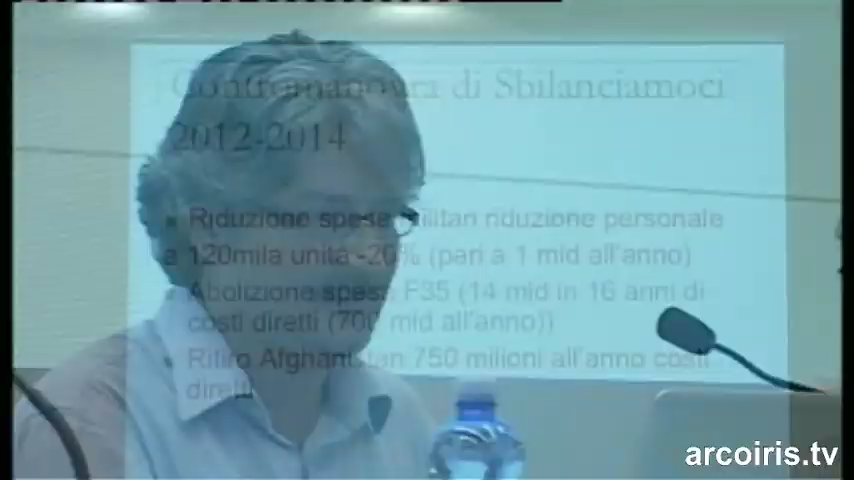 Contromanovra di Sbilanciamoci
2012-2014
Riduzione spese militari riduzione personale
a 120mila unità -20% (pari a 1 mld all'anno)
Abolizione spese F35 (14 mld in 16 anni di
costi diretti (700 mld all'anno))
Ritiro Afghanistan 750 milioni all'anno costi
diretti
arcoiris.tv